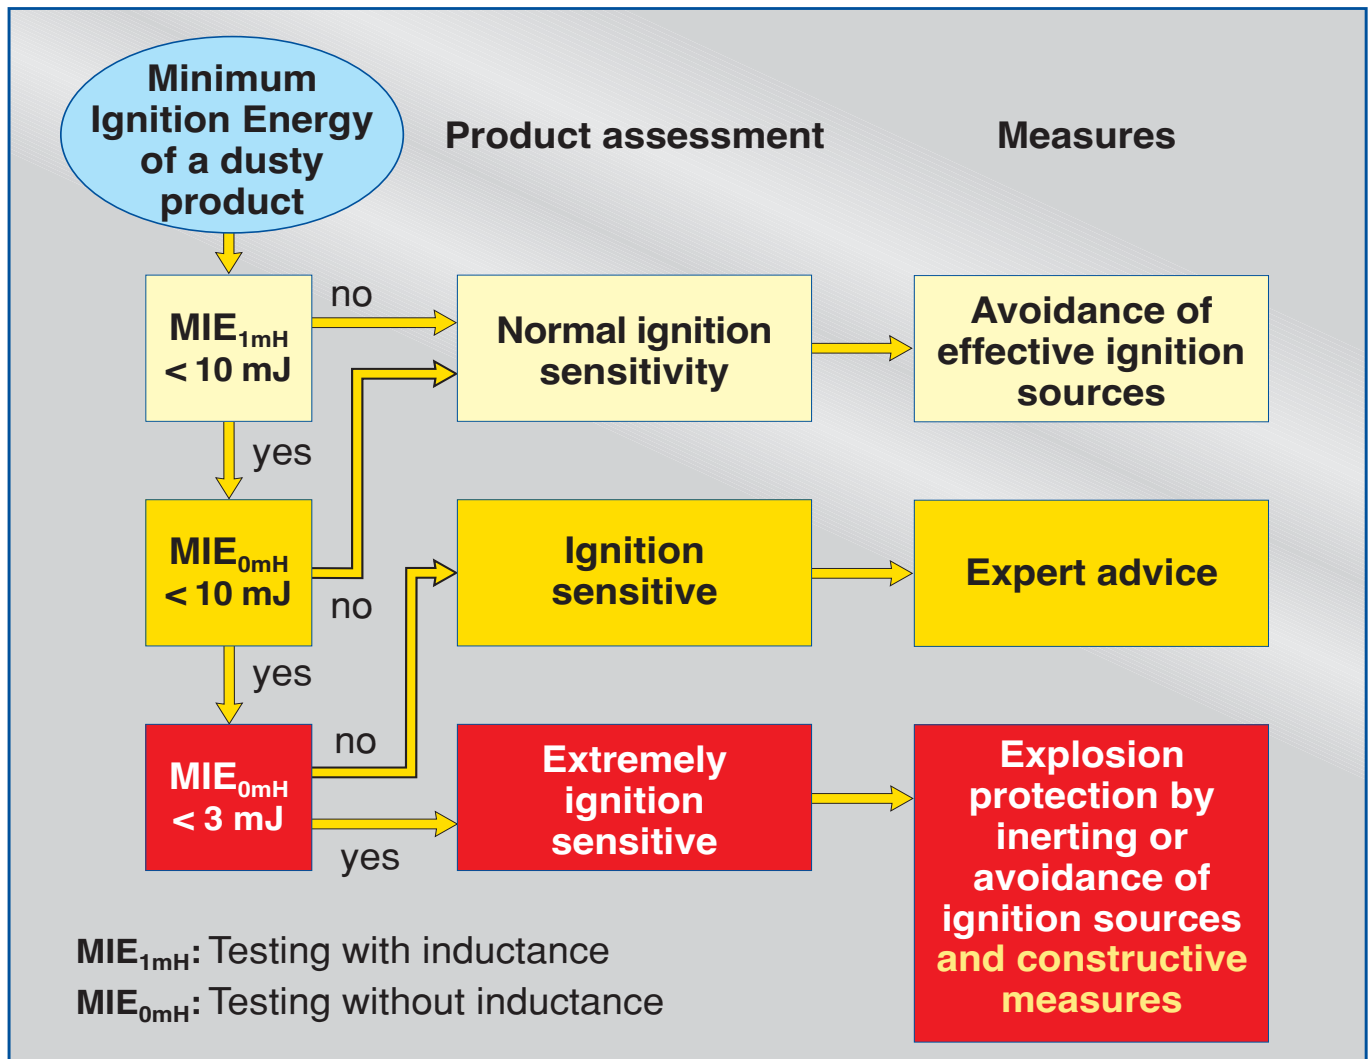 Minimum
Ignition Energy
of a dusty
product
Product assessment
Measures
MIE1mH
< 10 mJ
no
Normal ignition
sensitivity
Avoidance of
effective ignition
sources
yes
MIE0mH
< 10 mJ
no
Ignition
sensitive
Expert advice
yes
MIE0mH
< 3 mJ
no
yes
Extremely
ignition
sensitive
Explosion
protection by
inerting or
avoidance of
ignition sources
and constructive
measures
MIE1mH: Testing with inductance
MIE0mH: Testing without inductance